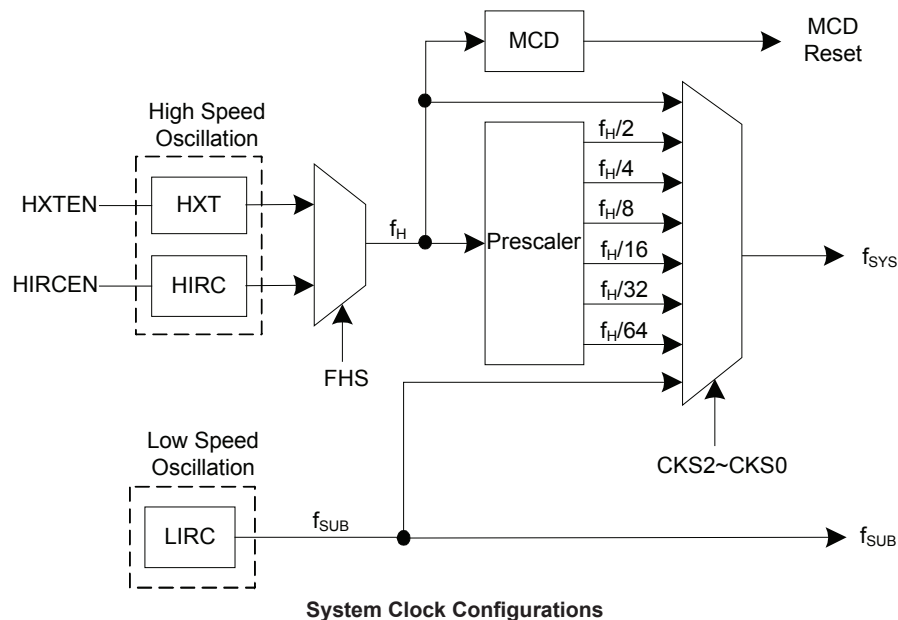 MCD
MCD
Reset
High Speed
Oscillation
HXTEN
HXT
HIRCEN
HIRC
fH
FHS
Prescaler
fH/2
fH/4
fH/8
fH/16
fH/32
fH/64
fSYS
CKS2~CKS0
Low Speed
Oscillation
LIRC
fSUB
fSUB
System Clock Configurations